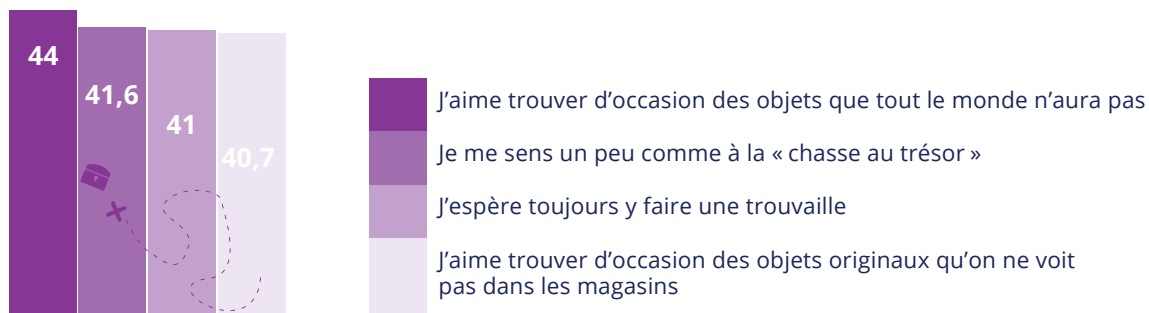 44
41,6
41
40,7
J’aime trouver d’occasion des objets que tout le monde n’aura pas
Je me sens un peu comme à la « chasse au trésor »
J’espère toujours y faire une trouvaille
J’aime trouver d’occasion des objets originaux qu’on ne voit
pas dans les magasins